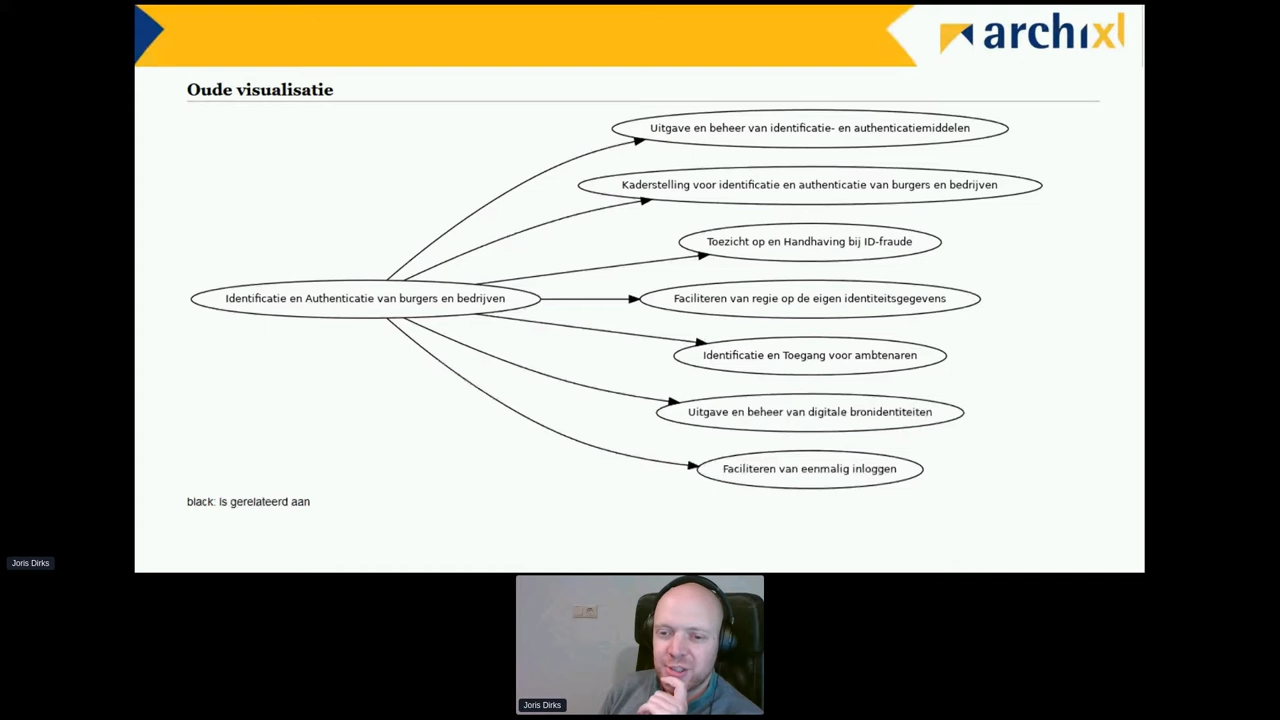 archixl
Oude visualisatie
Uitgave en beheer van identificatie- en authenticatiemiddelen
Kaderstelling voor identificatie en authenticatie van burgers en bedrijven
Toezicht op en Handhaving bij ID-fraude
Identificatie en Authenticatie van burgers en bedrijven
Faciliteren van regie op de eigen identiteitsgegevens
Identificatie en Toegang voor ambtenaren
Uitgave en beheer van digitale bronidentiteiten
Faciliteren van eenmalig inloggen
black: Is gerelateerd aan
Joris Dirks
Joris Dirks